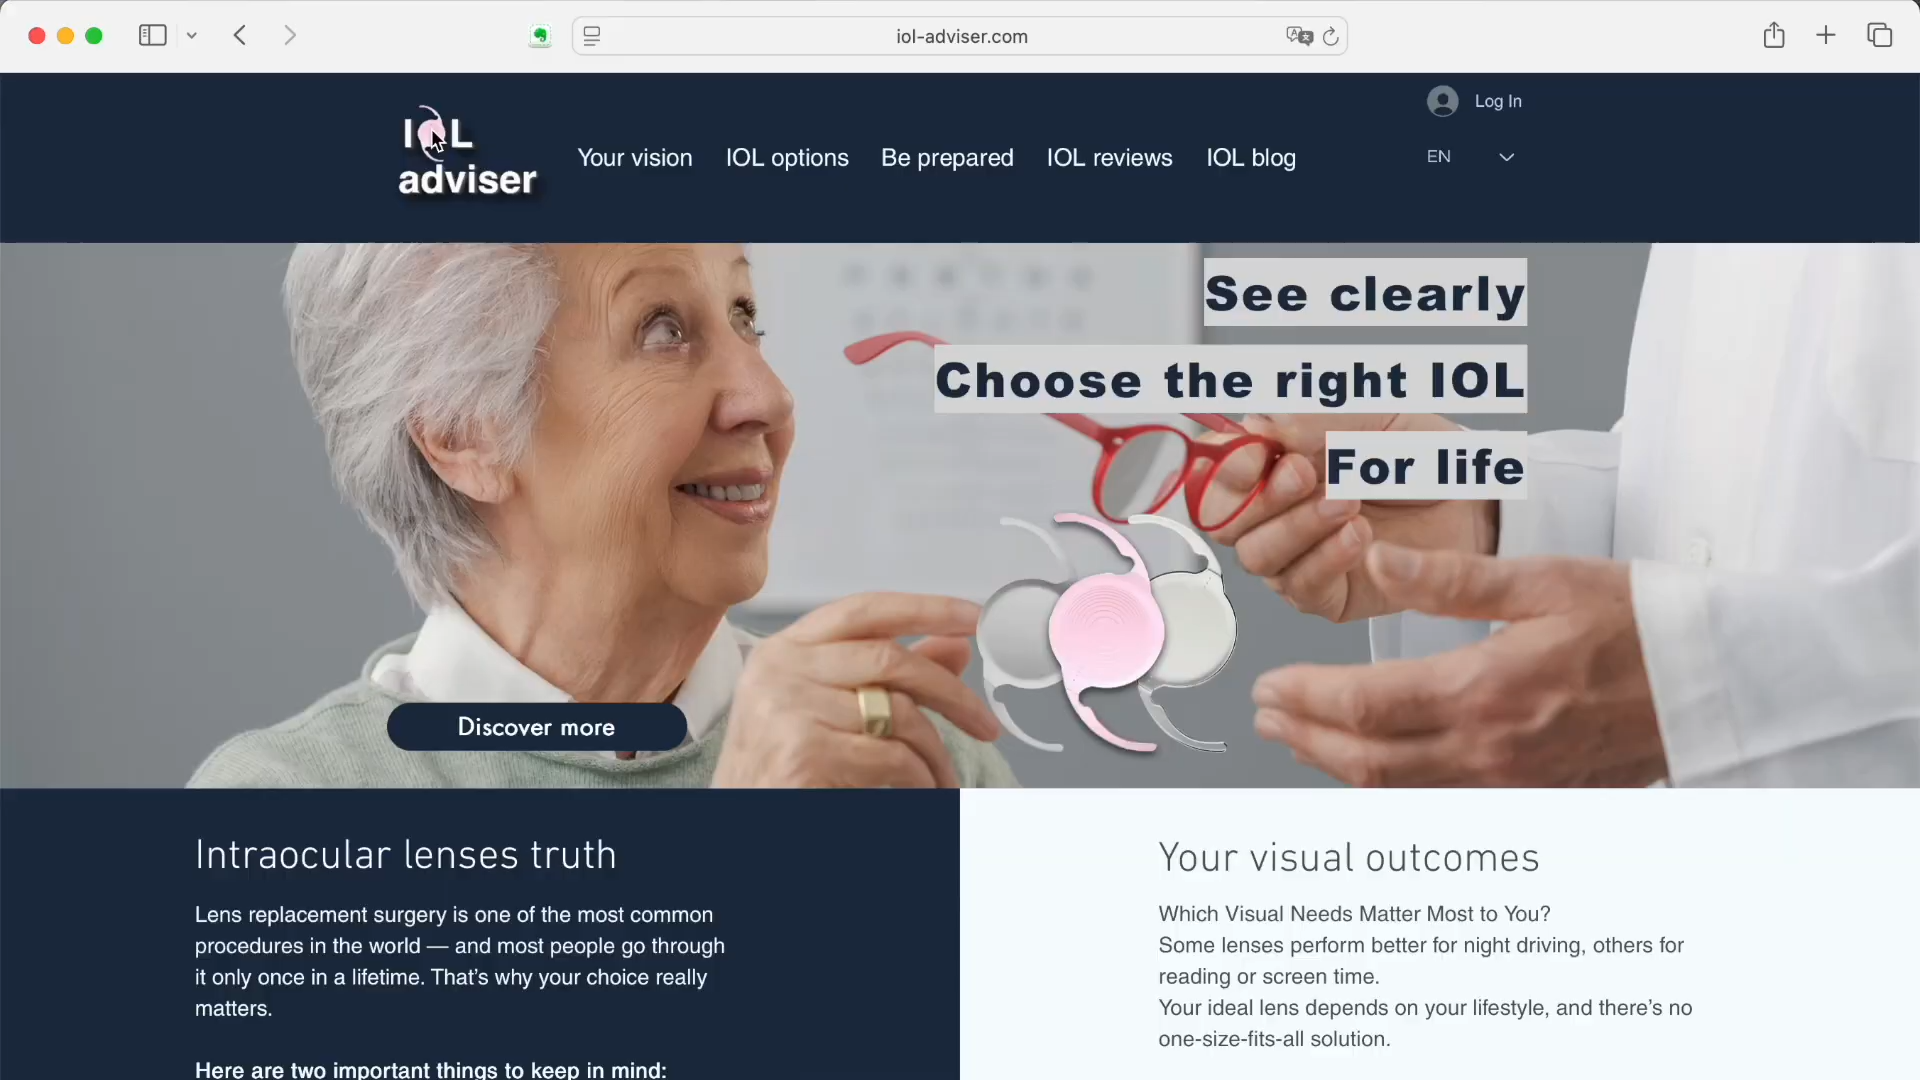 iol-adviser.com
Log In
IOL
adviser
Your vision
IOL options
Be prepared
IOL reviews
IOL blog
EN
See clearly
Choose the right IOL
For life
Discover more
Intraocular lenses truth
Lens replacement surgery is one of the most common
procedures in the world — and most people go through
it only once in a lifetime. That’s why your choice really
matters.
Here are two important things to keep in mind:
Your visual outcomes
Which Visual Needs Matter Most to You?
Some lenses perform better for night driving, others for
reading or screen time.
Your ideal lens depends on your lifestyle, and there’s no
one-size-fits-all solution.